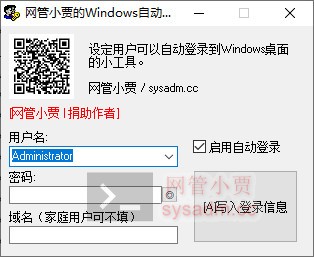 网管小贾的Windows自动...
设定用户可以自动登录到Windows桌面
的小工具。
网管小贾 / sysadm.cc
[网管小贾 | 捐助作者]
用户名:
Administrator
启用自动登录
密码:
网管小贾
sysadm.cc
[A]写入登录信息
域名（家庭用户可不填）